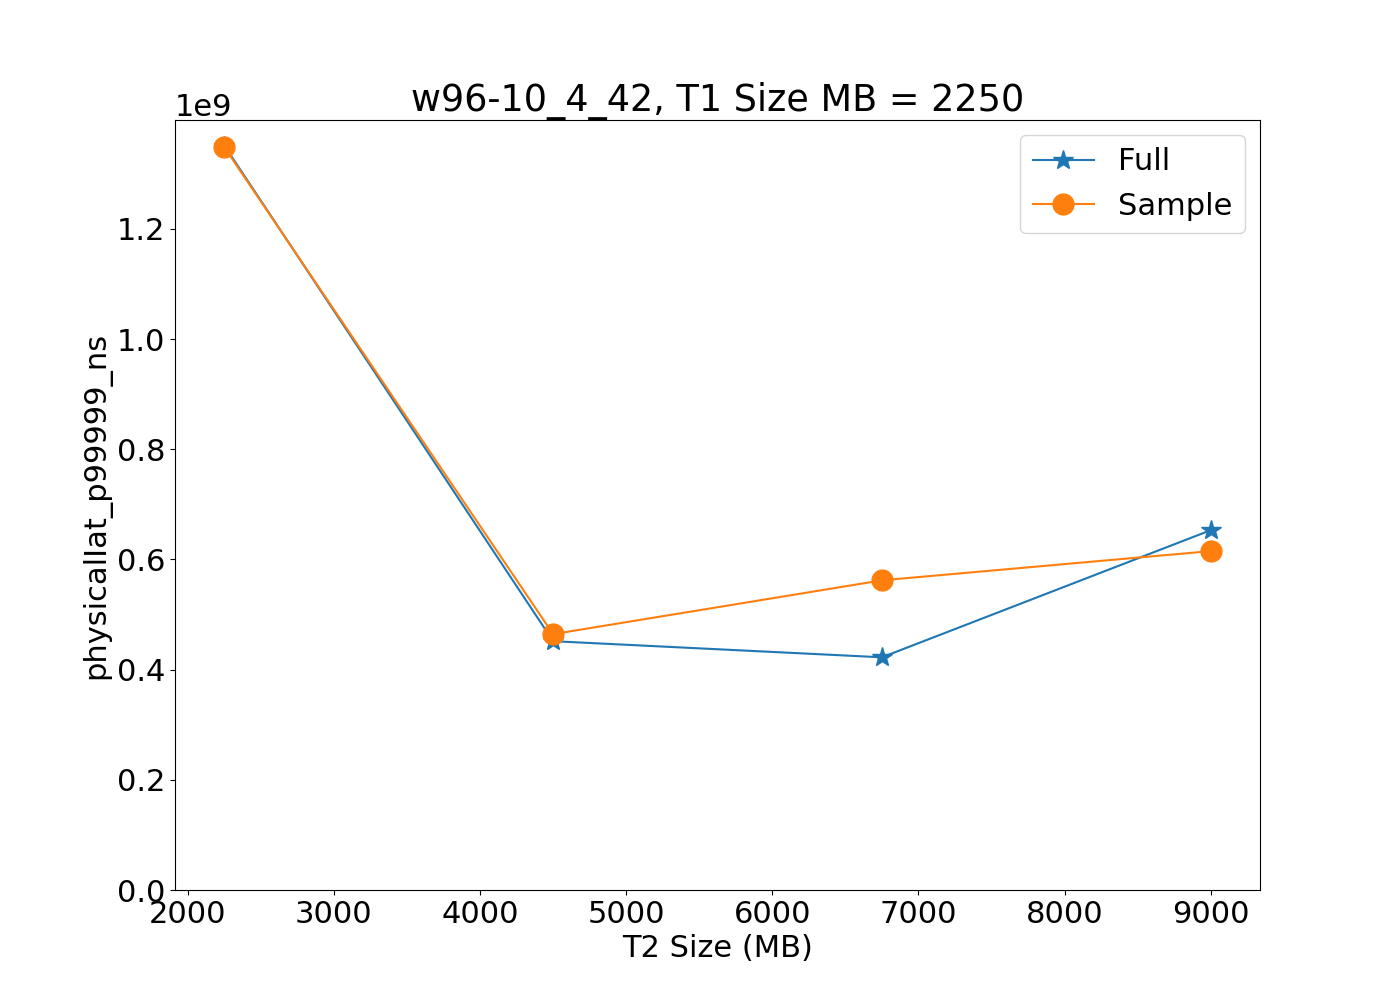 w96-10_4_42, T1 Size MB = 2250
1e9
Full
Sample
1.2
1.0
0.8
0.6
0.4
0.2
0.0
physicallat_p99999_ns
2000 3000 4000 5000 6000 7000 8000 9000
T2 Size (MB)